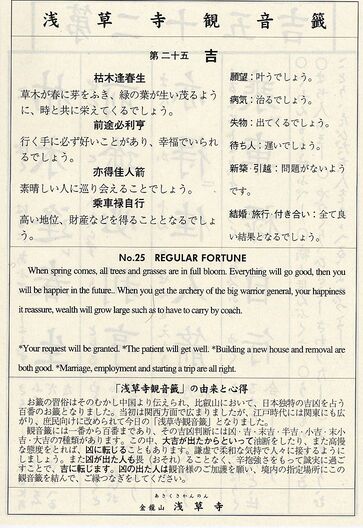 浅草寺観音籤
第二十五 吉
枯木逢春生
草木が春に芽をふき、緑の葉が生い茂るよう
に、時と共に栄えてくるでしょう。
前途必利亨
行く手に必ず好いことがあり、幸福でいられ
るでしょう。
亦得佳人箭
素晴しい人に巡り会えることでしょう。
乗車禄自行
高い地位、財産などを得ることとなるでしょ
う。
願望：叶うでしょう。
病気：治るでしょう。
失物：出てくるでしょう。
待ち人：遅いでしょう。
新築・引越：問題がないよう
です。
結婚・旅行・付き合い：全て良
い結果となるでしょう。
No.25 REGULAR FORTUNE
When spring comes, all trees and grasses are in full bloom. Everything will go good, then you
will be happier in the future.. When you get the archery of the big warrior general, your happiness
it reassure, wealth will grow large such as to have to carry by coach.
*Your request will be granted. *The patient will get well. *Building a new house and removal are
both good. *Marriage, employment and starting a trip are all right.
「浅草寺観音籤」の由来と心得
お籤の習俗はそのむかし中国より伝えられ、比叡山において、日本独特の吉凶を占う
百番のお籤となりました。当初は関西方面で広まりましたが、江戸時代には関東にも広
がり、庶民向けに改められて今日の「浅草寺観音籤」となりました。
観音籤には一番から百番まであり、その吉凶判断には凶・吉・末吉・半吉・小吉・末小
吉・大吉の7種類があります。この中、大吉が出たからといって油断をしたり、また高慢
な態度をとれば、凶に転じることもあります。謙虚で柔和な気持で人々に接するように
しましょう。また凶が出た人も畏（おそれ）ることなく、辛抱強さをもって誠実に過ご
すことで、吉に転じます。凶の出た人は観音様のご加護を願い、境内の指定場所にこの
観音籤を結んで、ご縁つなぎをしてください。
あさくさかんのん
金龍山 浅草寺